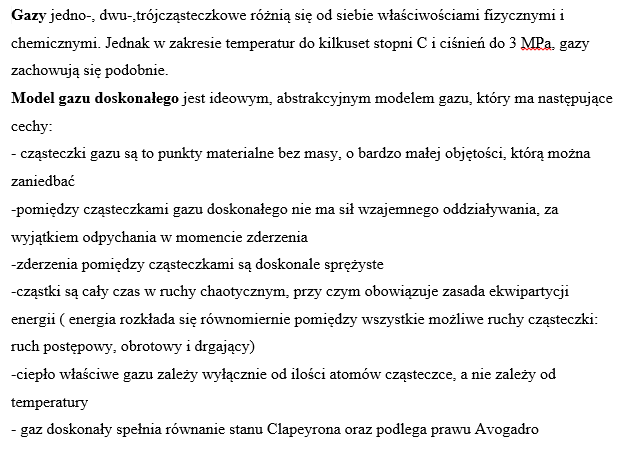 Gazy jedno-, dwu-,trójcząsteczkowe różnią się od siebie właściwościami fizycznymi i
chemicznymi. Jednak w zakresie temperatur do kilkuset stopni C i ciśnień do 3 MPa, gazy
zachowują się podobnie.
Model gazu doskonałego jest ideowym, abstrakcyjnym modelem gazu, który ma następujące
cechy:
- cząsteczki gazu są to punkty materialne bez masy, o bardzo małej objętości, którą można
zaniedbać
-pomiędzy cząsteczkami gazu doskonałego nie ma sił wzajemnego oddziaływania, za
wyjątkiem odpychania w momencie zderzenia
-zderzenia pomiędzy cząsteczkami są doskonale sprężyste
-cząstki są cały czas w ruchy chaotycznym, przy czym obowiązuje zasada ekwipartycji
energii ( energia rozkłada się równomiernie pomiędzy wszystkie możliwe ruchy cząsteczki:
ruch postępowy, obrotowy i drgający)
-ciepło właściwe gazu zależy wyłącznie od ilości atomów cząsteczce, a nie zależy od
temperatury
- gaz doskonały spełnia równanie stanu Clapeyrona oraz podlega prawu Avogadro